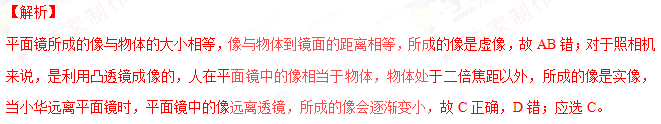 【解析】
平面镜所成的像与物体的大小相等，像与物体到镜面的距离相等，所成的像是虚像，故 AB 错；对于照相机
来说，是利用凸透镜成像的，人在平面镜中的像相当于物体，物体处于二倍焦距以外，所成的像是实像，
当小华远离平面镜时，平面镜中的像远离透镜，所成的像会逐渐变小，故 C 正确，D 错；应选 C。